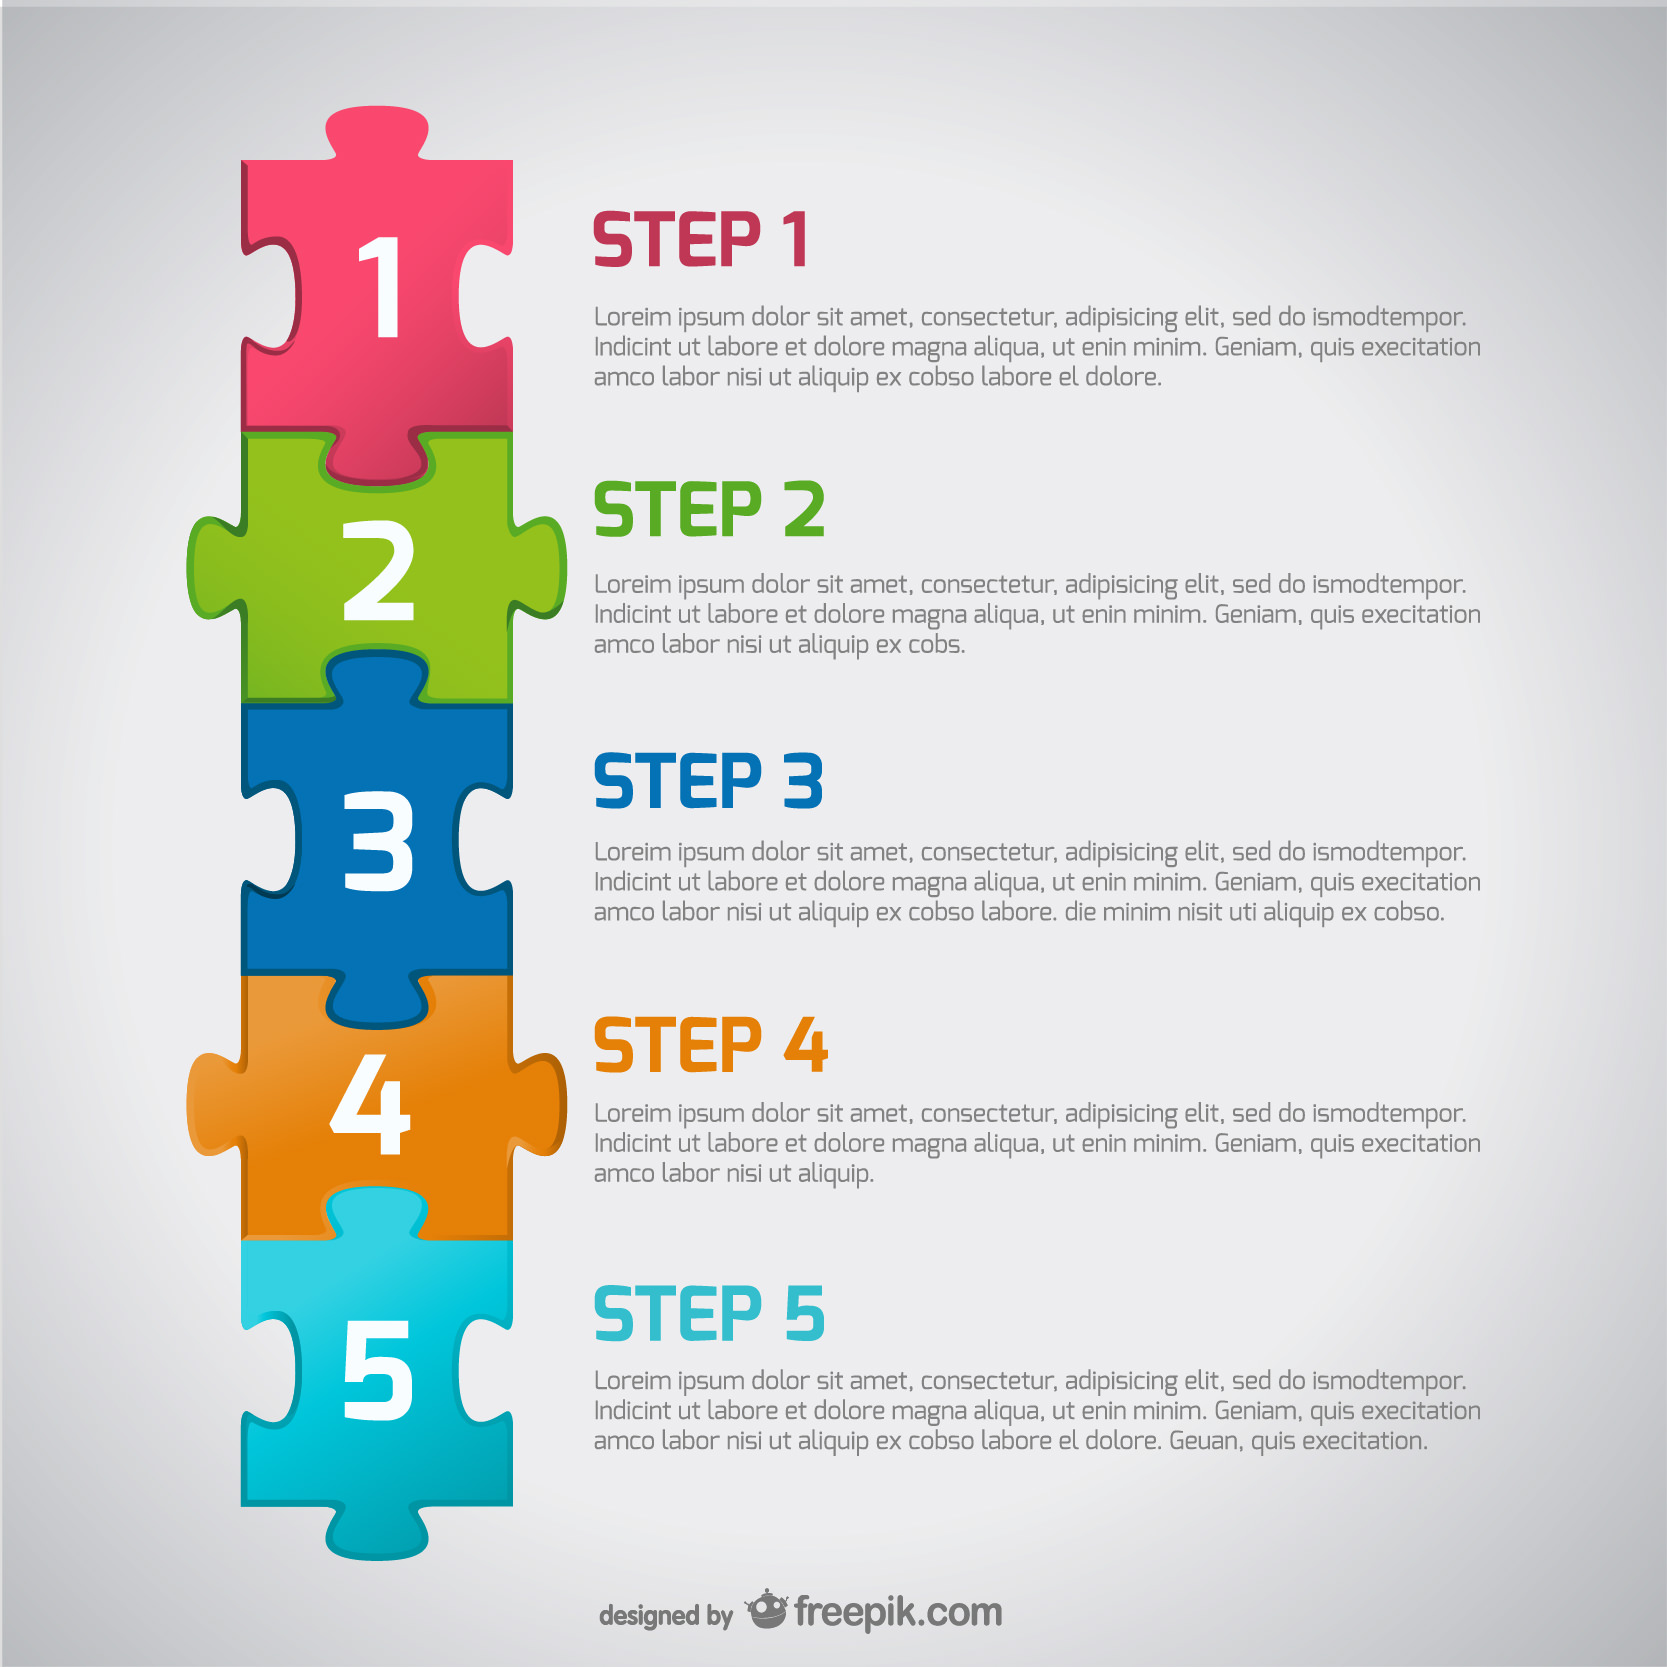 1
STEP 1
Loreim ipsum dolor sit amet, consectetur, adipisicing elit, sed do ismodtempor.
Indicint ut labore et dolore magna aliqua, ut enin minim. Geniam, quis execitation
amco labor nisi ut aliquip ex cobso labore el dolore.
2
STEP 2
Loreim ipsum dolor sit amet, consectetur, adipisicing elit, sed do ismodtempor.
Indicint ut labore et dolore magna aliqua, ut enin minim. Geniam, quis execitation
amco labor nisi ut aliquip ex cobs.
3
STEP 3
Loreim ipsum dolor sit amet, consectetur, adipisicing elit, sed do ismodtempor.
Indicint ut labore et dolore magna aliqua, ut enin minim. Geniam, quis execitation
amco labor nisi ut aliquip ex cobso labore. die minim nisit uti aliquip ex cobso.
4
STEP 4
Loreim ipsum dolor sit amet, consectetur, adipisicing elit, sed do ismodtempor.
Indicint ut labore et dolore magna aliqua, ut enin minim. Geniam, quis execitation
amco labor nisi ut aliquip.
5
STEP 5
Loreim ipsum dolor sit amet, consectetur, adipisicing elit, sed do ismodtempor.
Indicint ut labore et dolore magna aliqua, ut enin minim. Geniam, quis execitation
amco labor nisi ut aliquip ex cobso labore el dolore. Geuan, quis execitation.
designed by freepik.com